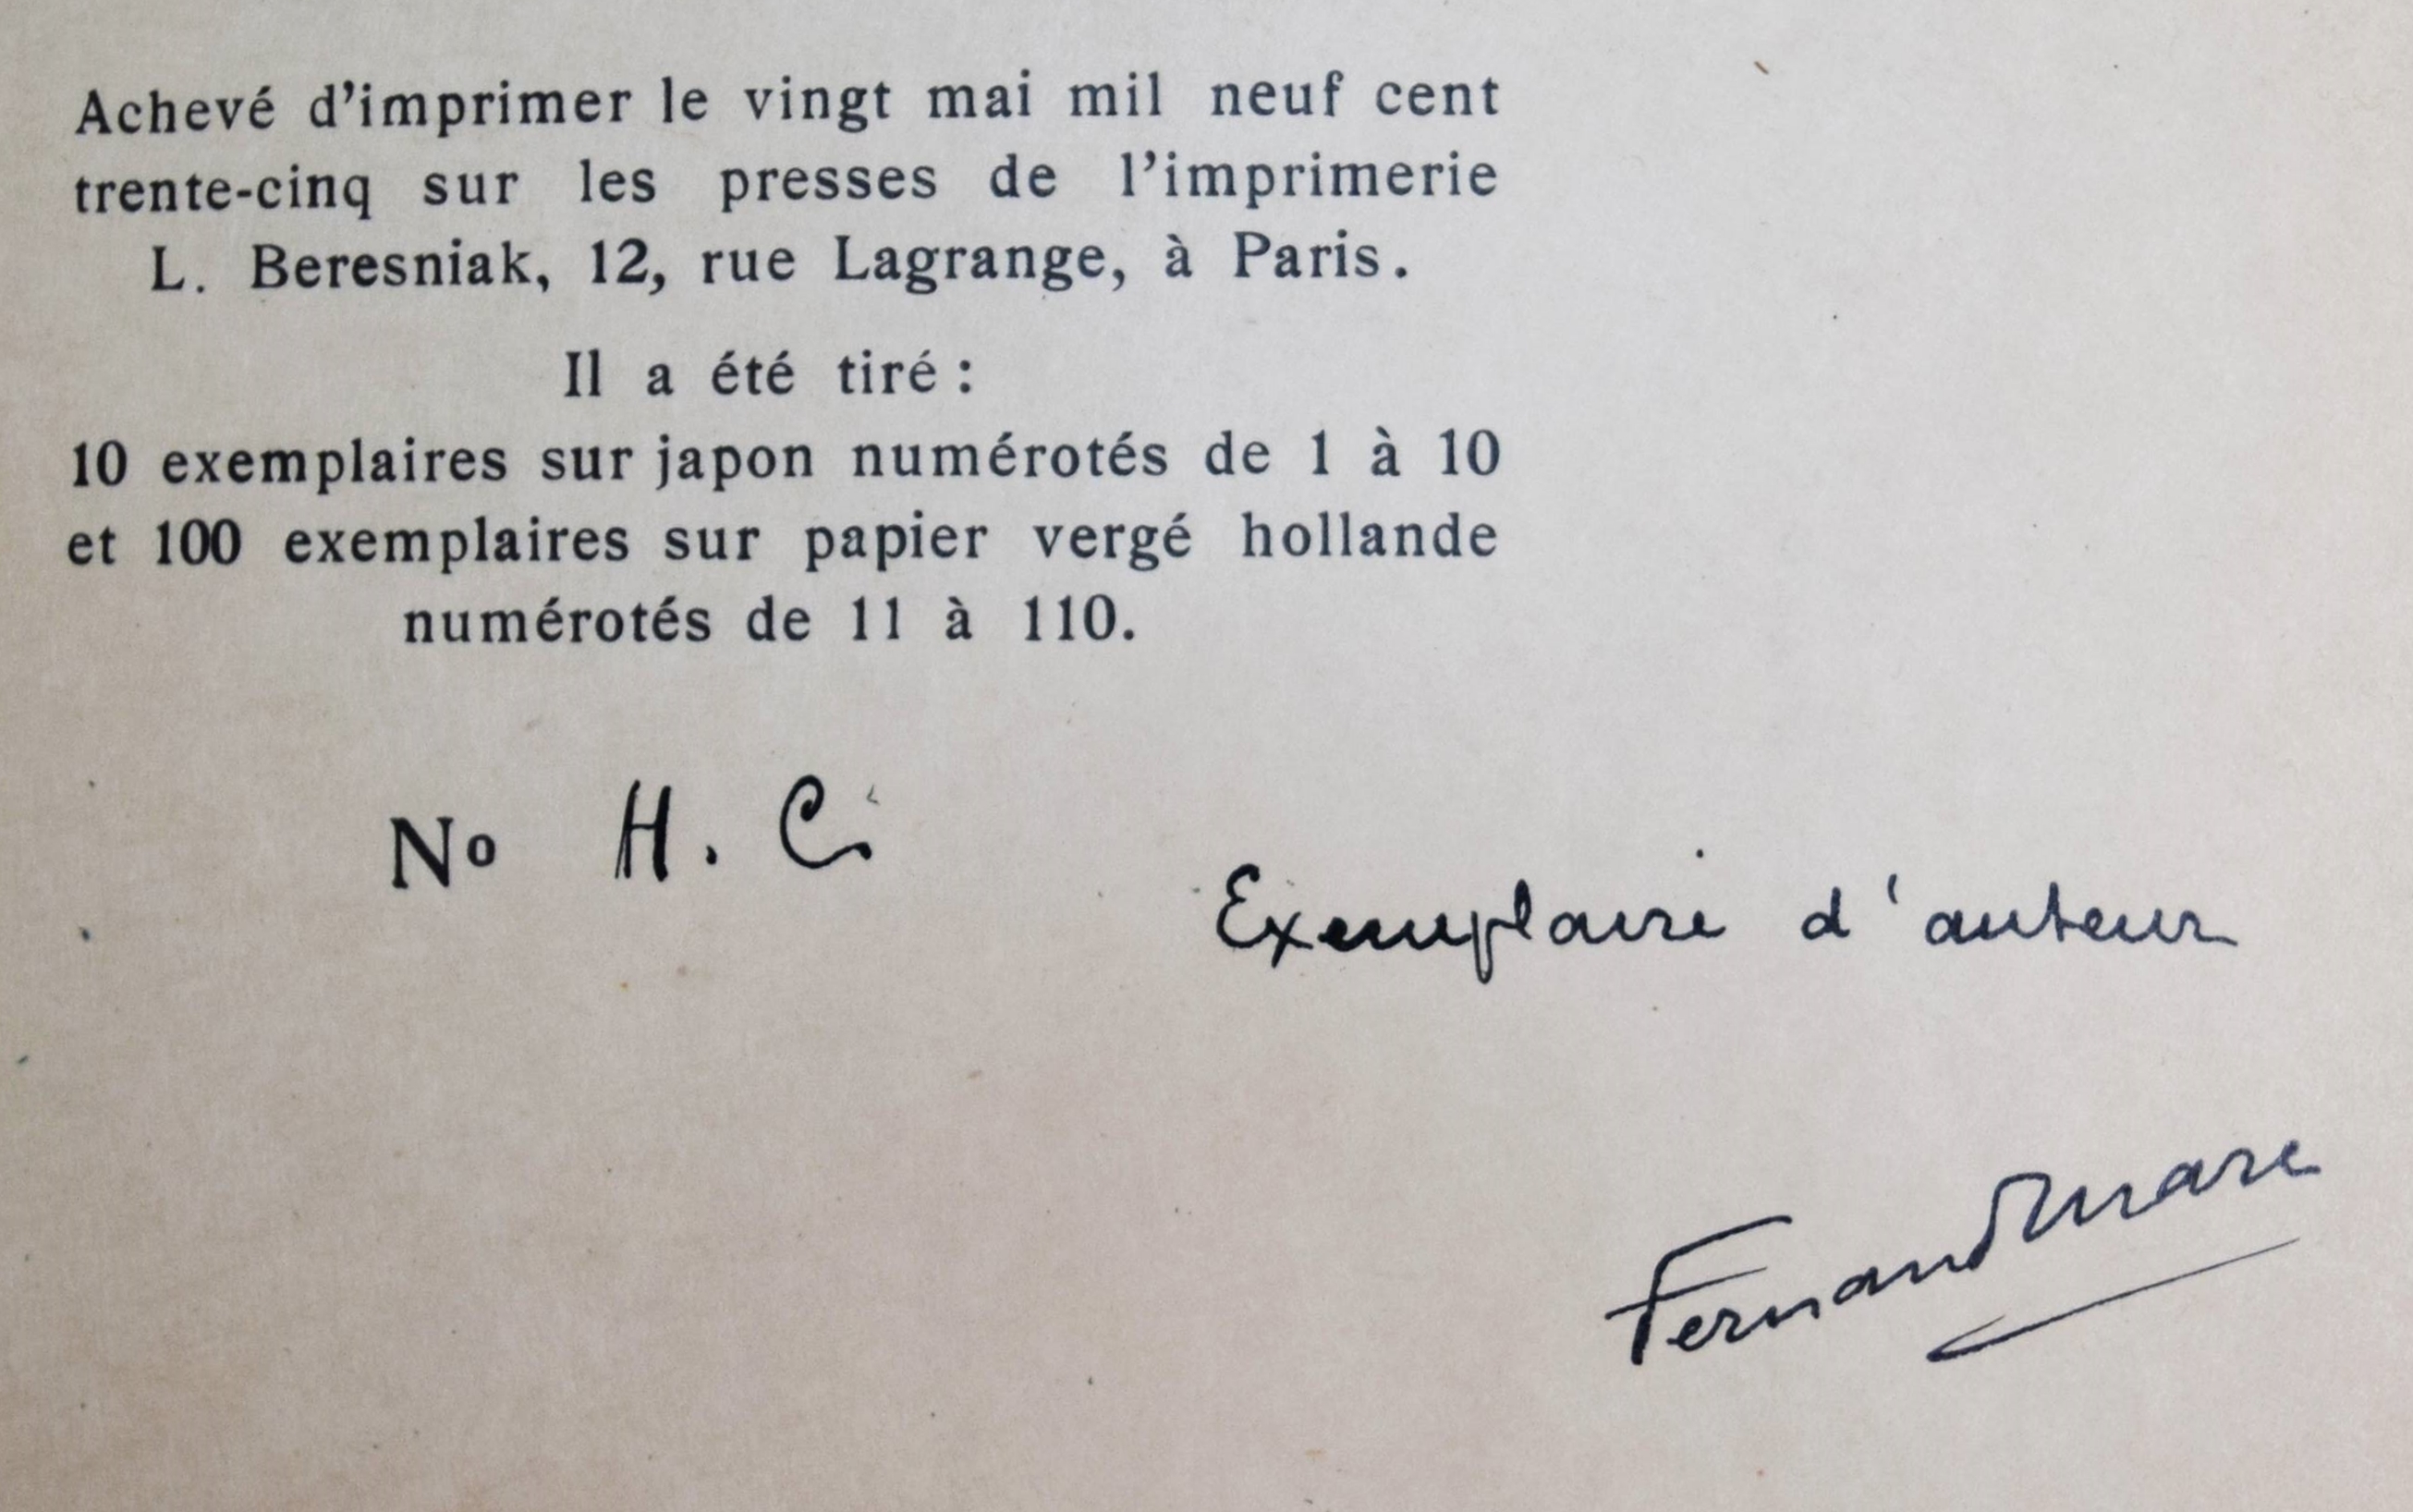 Achevé d'imprimer le vingt mai mil neuf cent
trente-cinq sur les presses de l'imprimerie
L. Beresniak, 12, rue Lagrange, à Paris.
Il a été tiré :
10 exemplaires sur japon numérotés de 1 à 10
et 100 exemplaires sur papier vergé hollande
numérotés de 11 à 110.
No H. C.
Exemplaire d'auteur
Fernand Marc